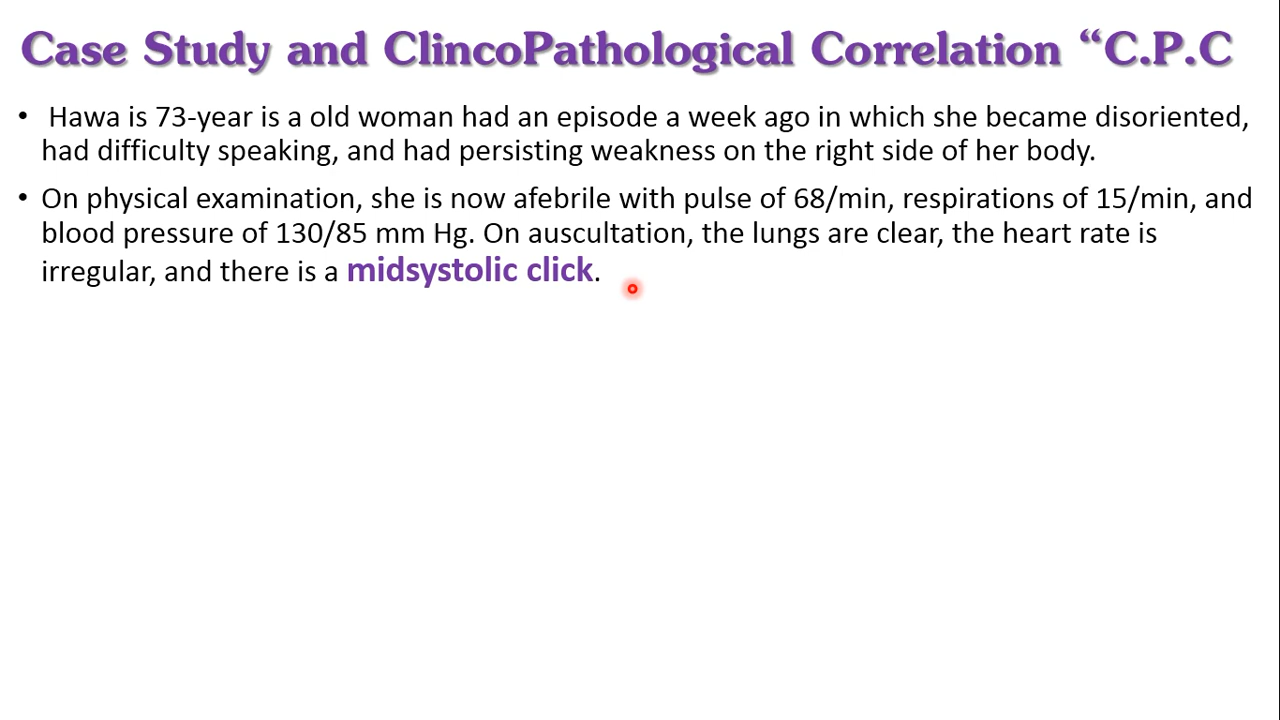 Case Study and ClincoPathological Correlation “C.P.C
• Hawa is 73-year is a old woman had an episode a week ago in which she became disoriented,
had difficulty speaking, and had persisting weakness on the right side of her body.
• On physical examination, she is now afebrile with pulse of 68/min, respirations of 15/min, and
blood pressure of 130/85 mm Hg. On auscultation, the lungs are clear, the heart rate is
irregular, and there is a midsystolic click.